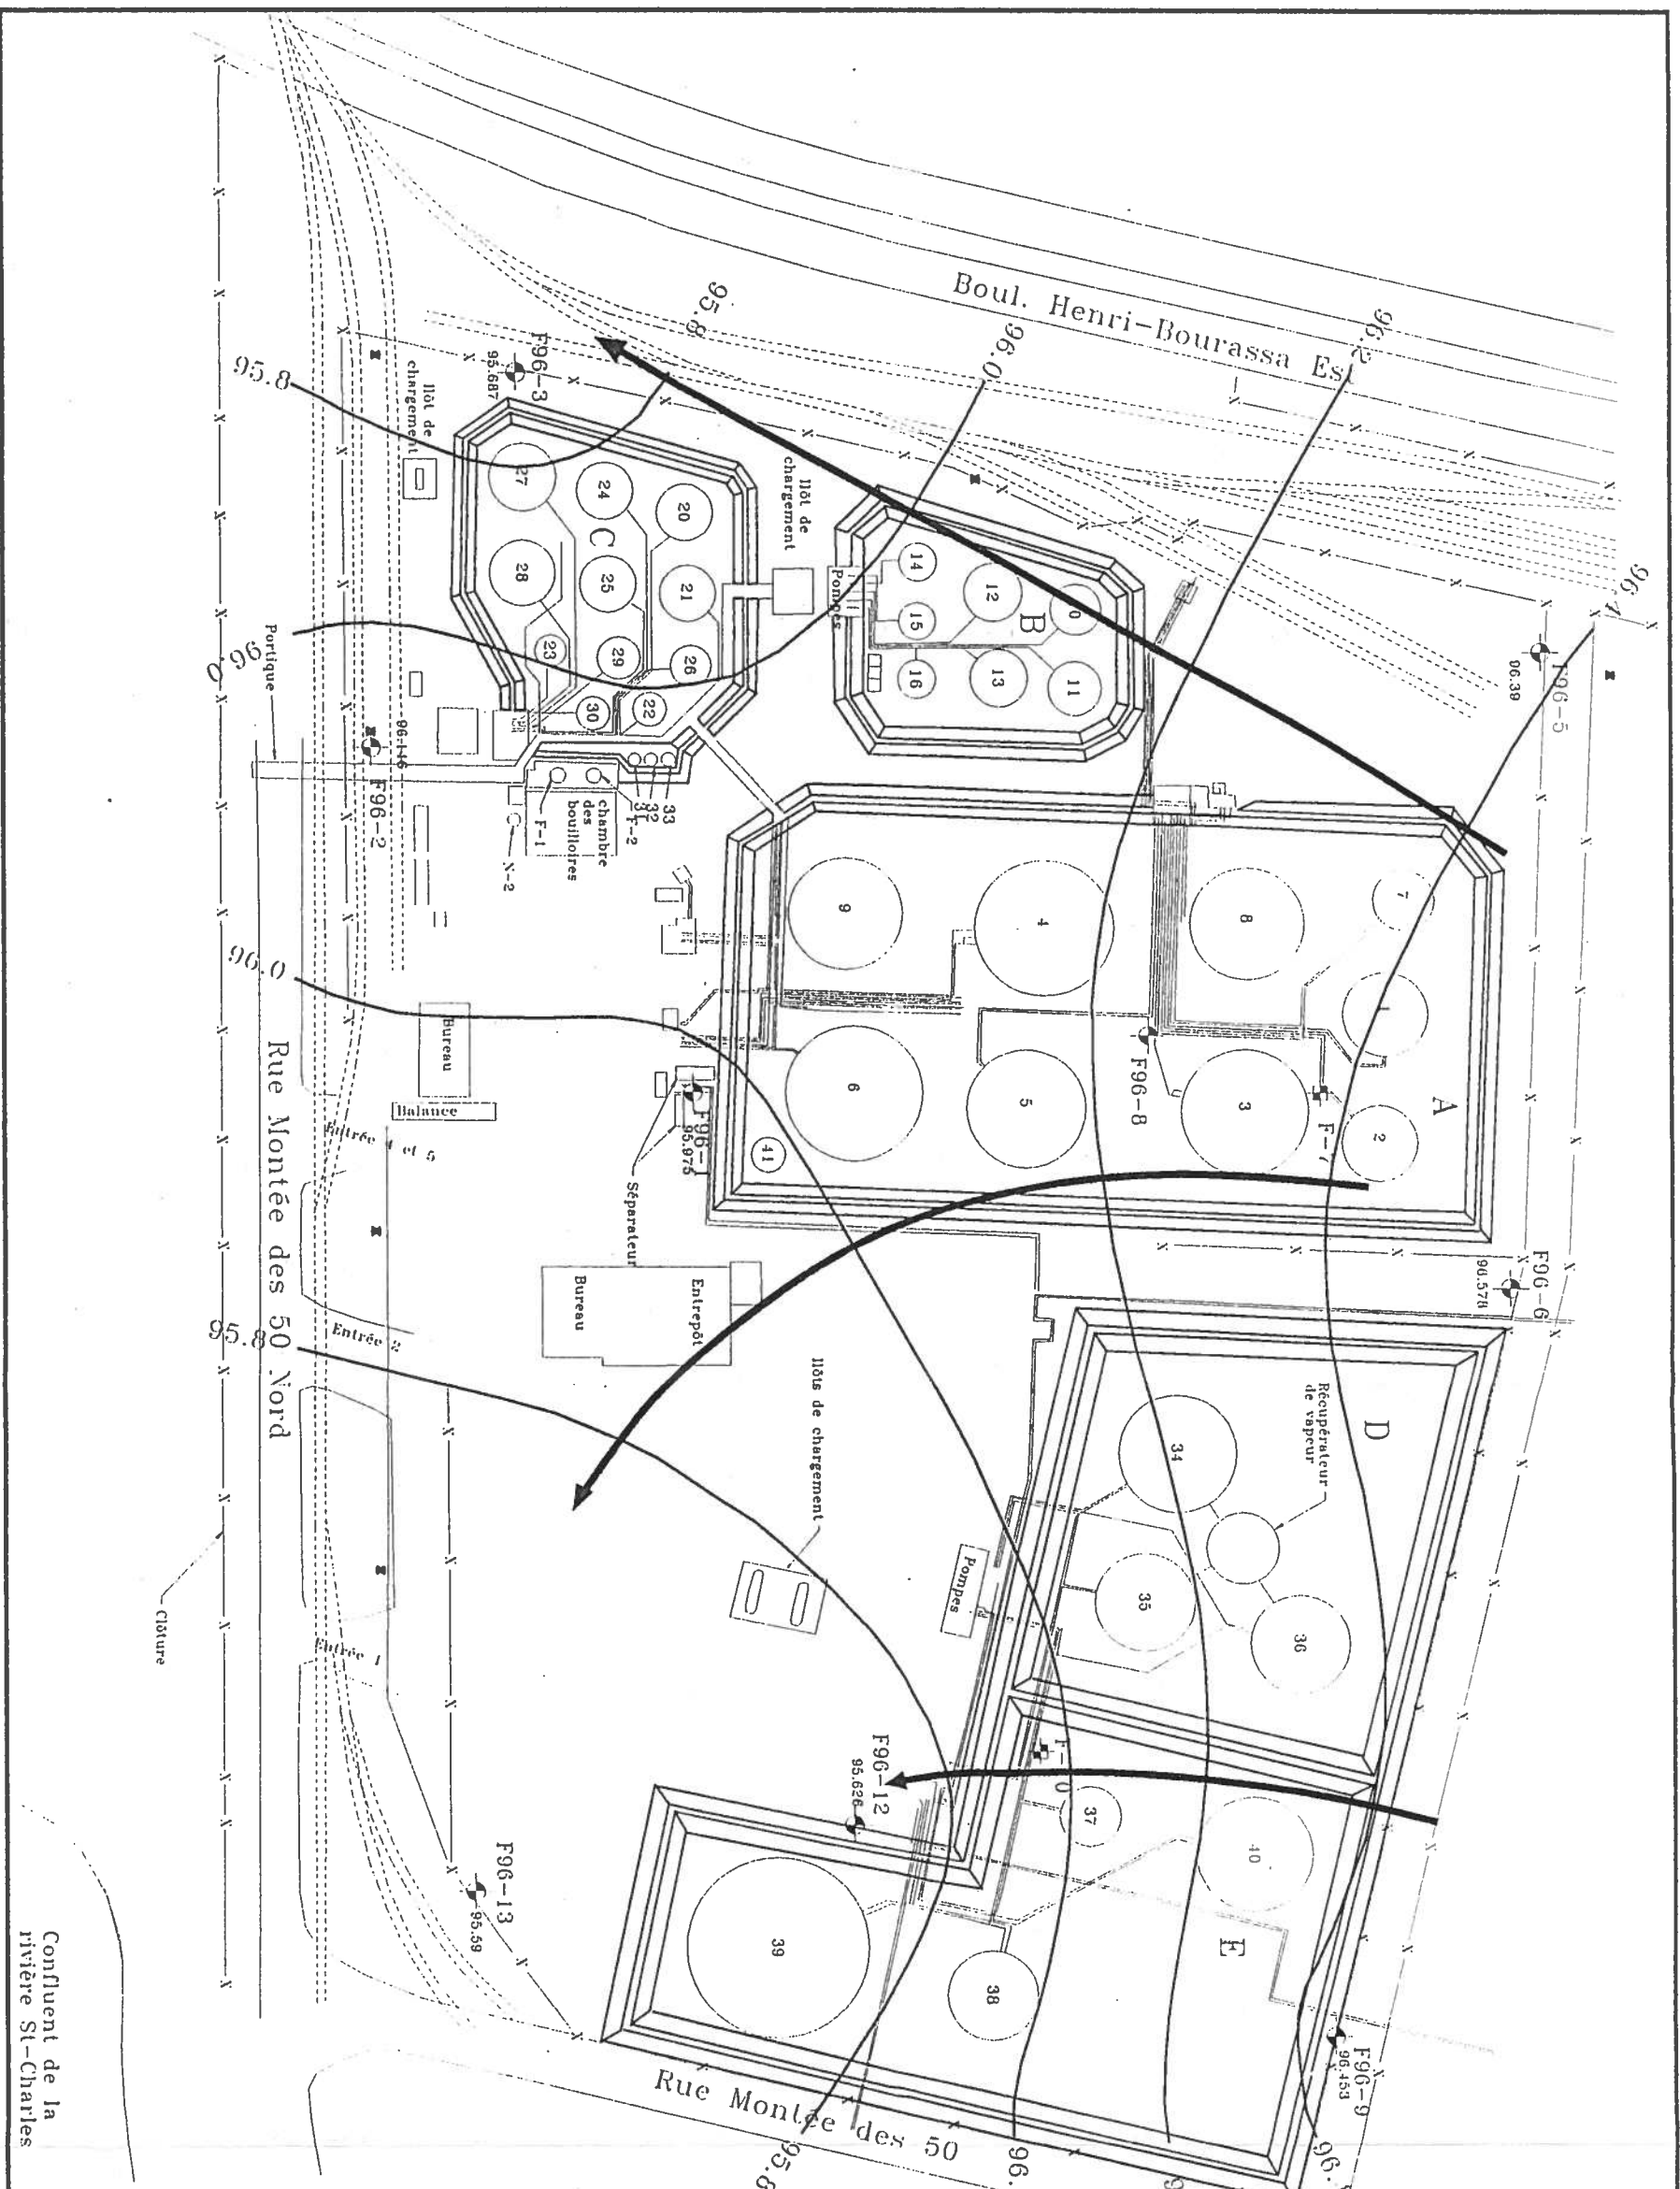 Boul. Henri-Bourassa Est
96.2
96.0
95.8
95.8
F96-3
95.687
Ilôt de
chargement
Ilôt de
chargement
27
24
20
C
28
25
21
23
29
26
30
22
14
12
B
15
16
13
11
Pompes
F96-5
96.39
96.0
Portique
96.146
F96-2
31
32
33
F-2
F-1
chambre
des
bouilloires
N-2
9
4
8
7
1
A
6
5
3
2
41
F96-8
96.0
Bureau
Balance
Entrée 4 et 5
95.975
Séparateur
Bureau
Entrepôt
F96-6
96.578
Rue Montée des 50 Nord
95.8
Entrée 2
Ilôts de chargement
D
Récupérateur
de vapeur
34
35
36
Pompes
Entrée 1
Clôture
F96-12
95.626
37
40
E
F96-13
95.59
39
38
F96-9
96.453
Rue Montée des 50
95.8
96.
96.
Confluent de la
rivière St-Charles